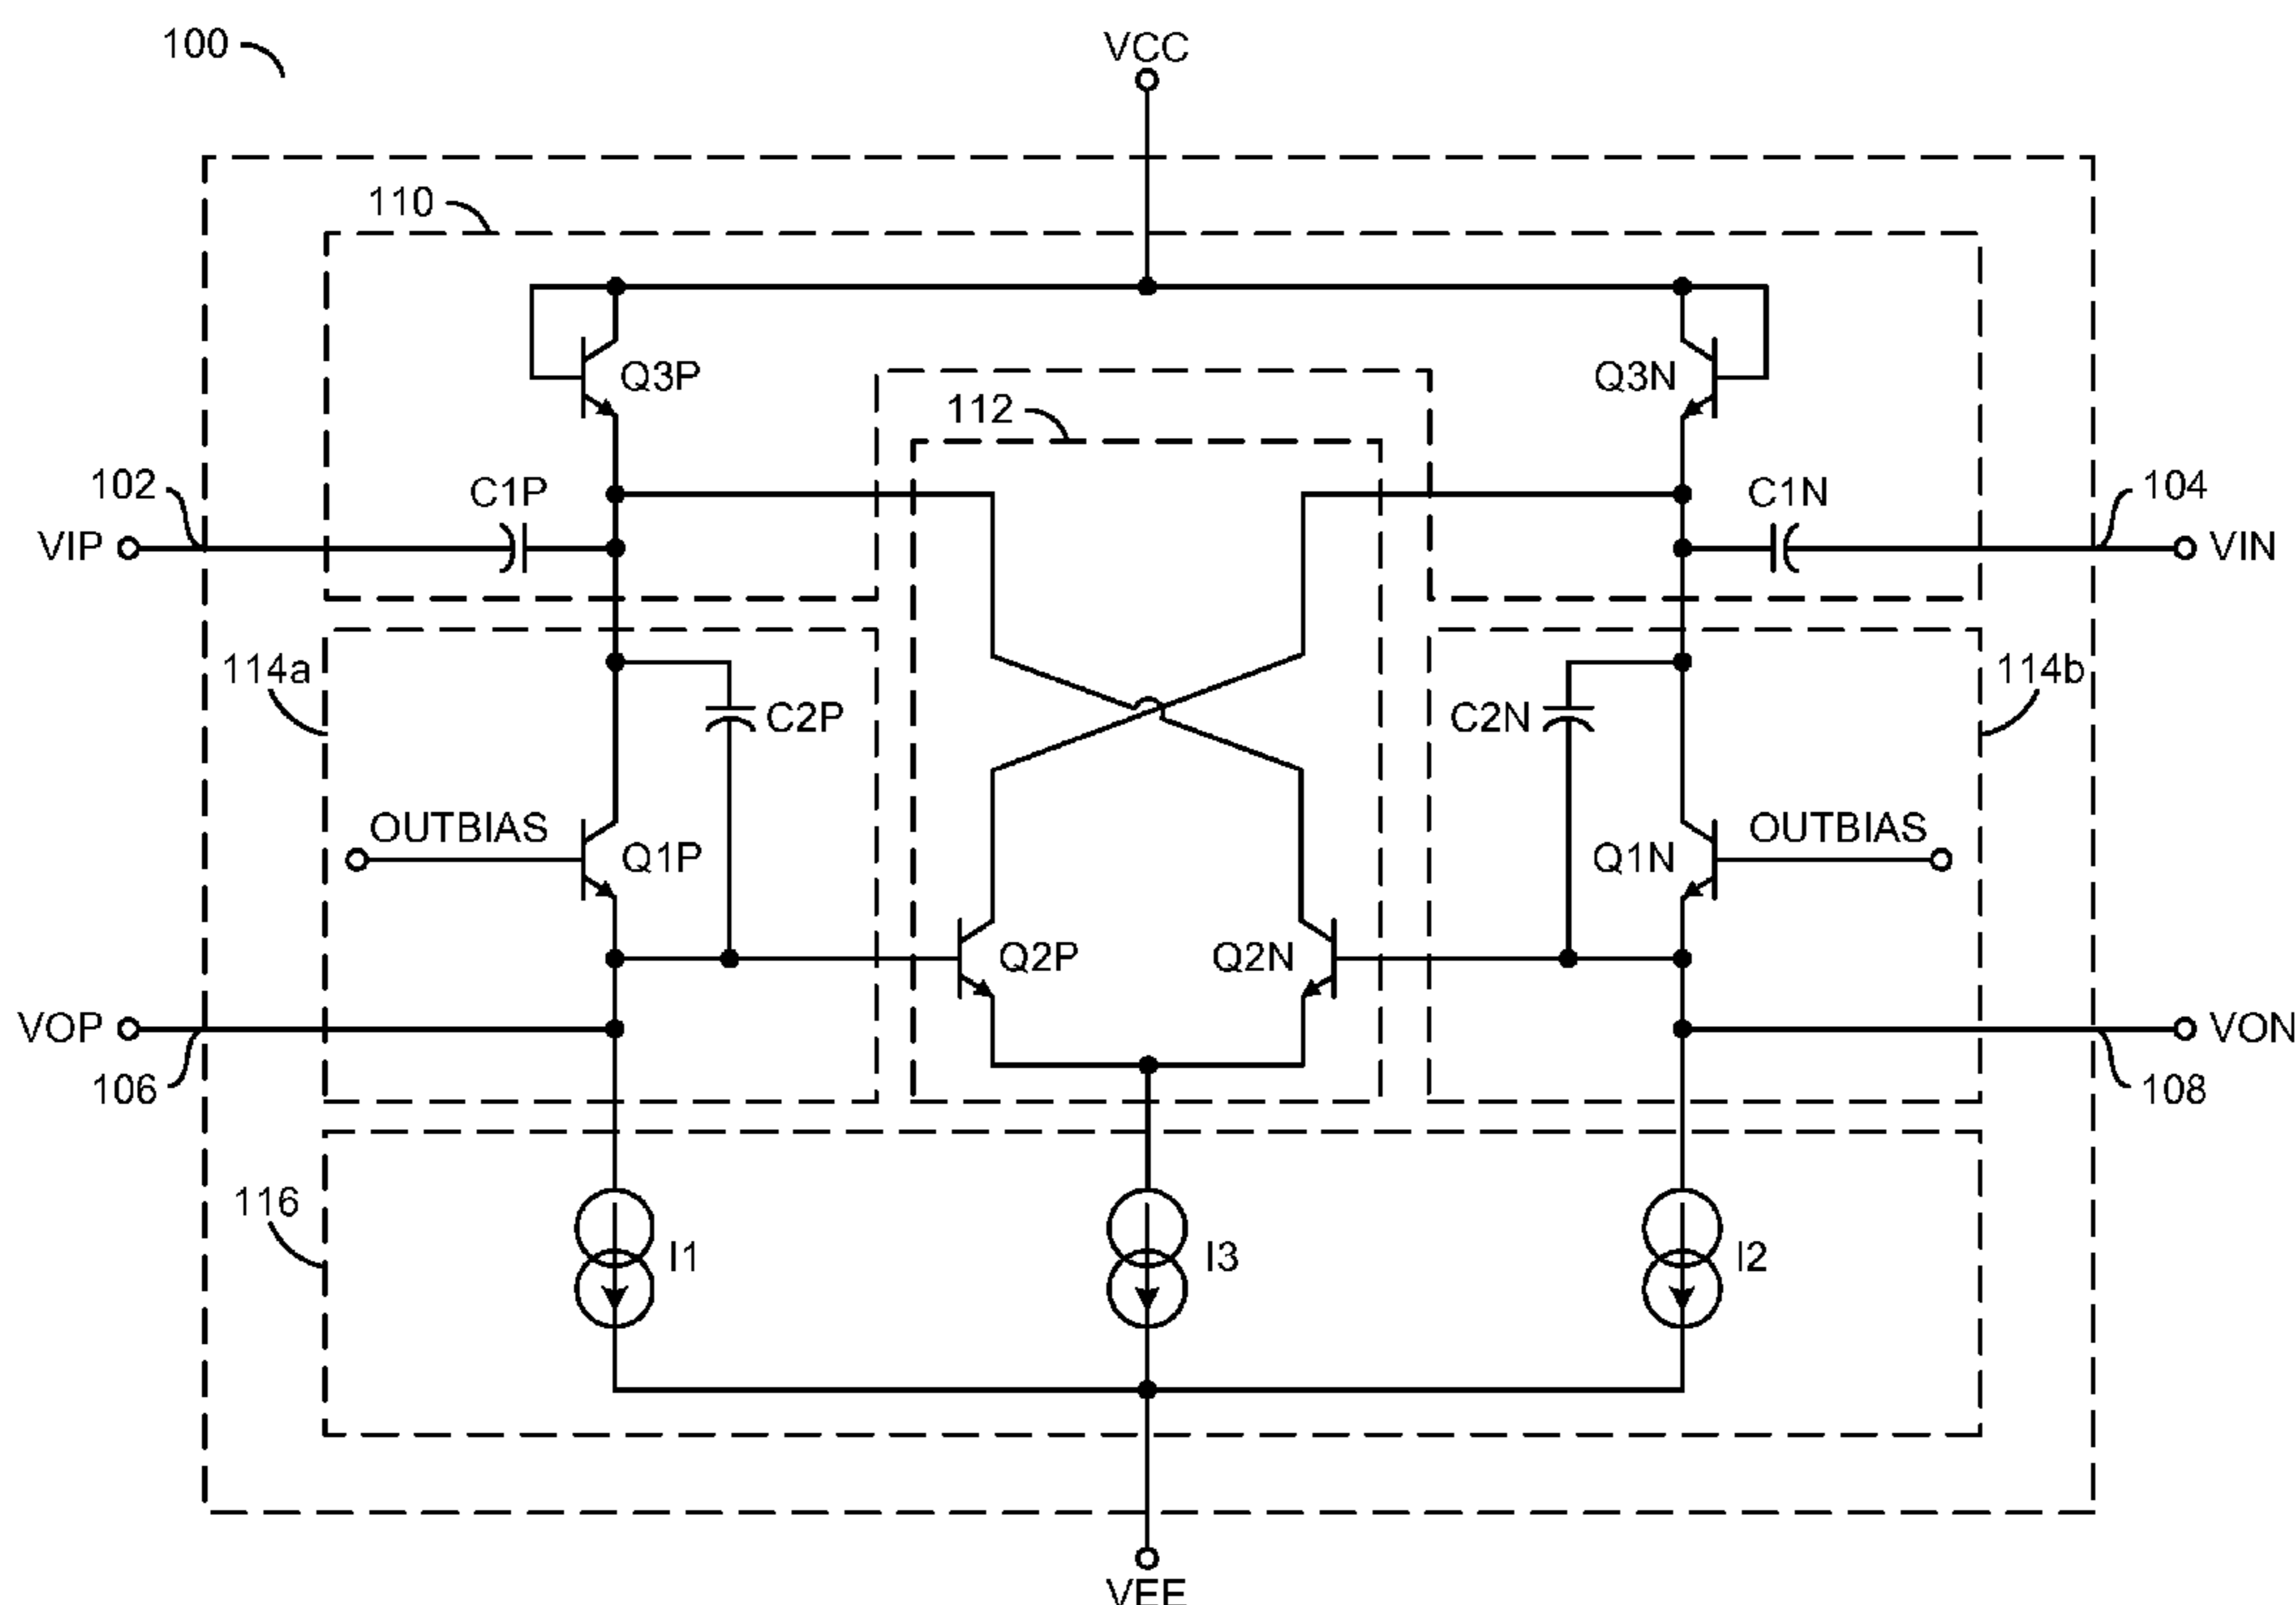 100
VCC
110
Q3P
Q3N
112
102
C1P
C1N
104
VIP
VIN
114a
114b
C2P
C2N
OUTBIAS
OUTBIAS
Q1P
Q1N
Q2P
Q2N
VOP
VON
106
108
116
I1
I3
I2
VEE